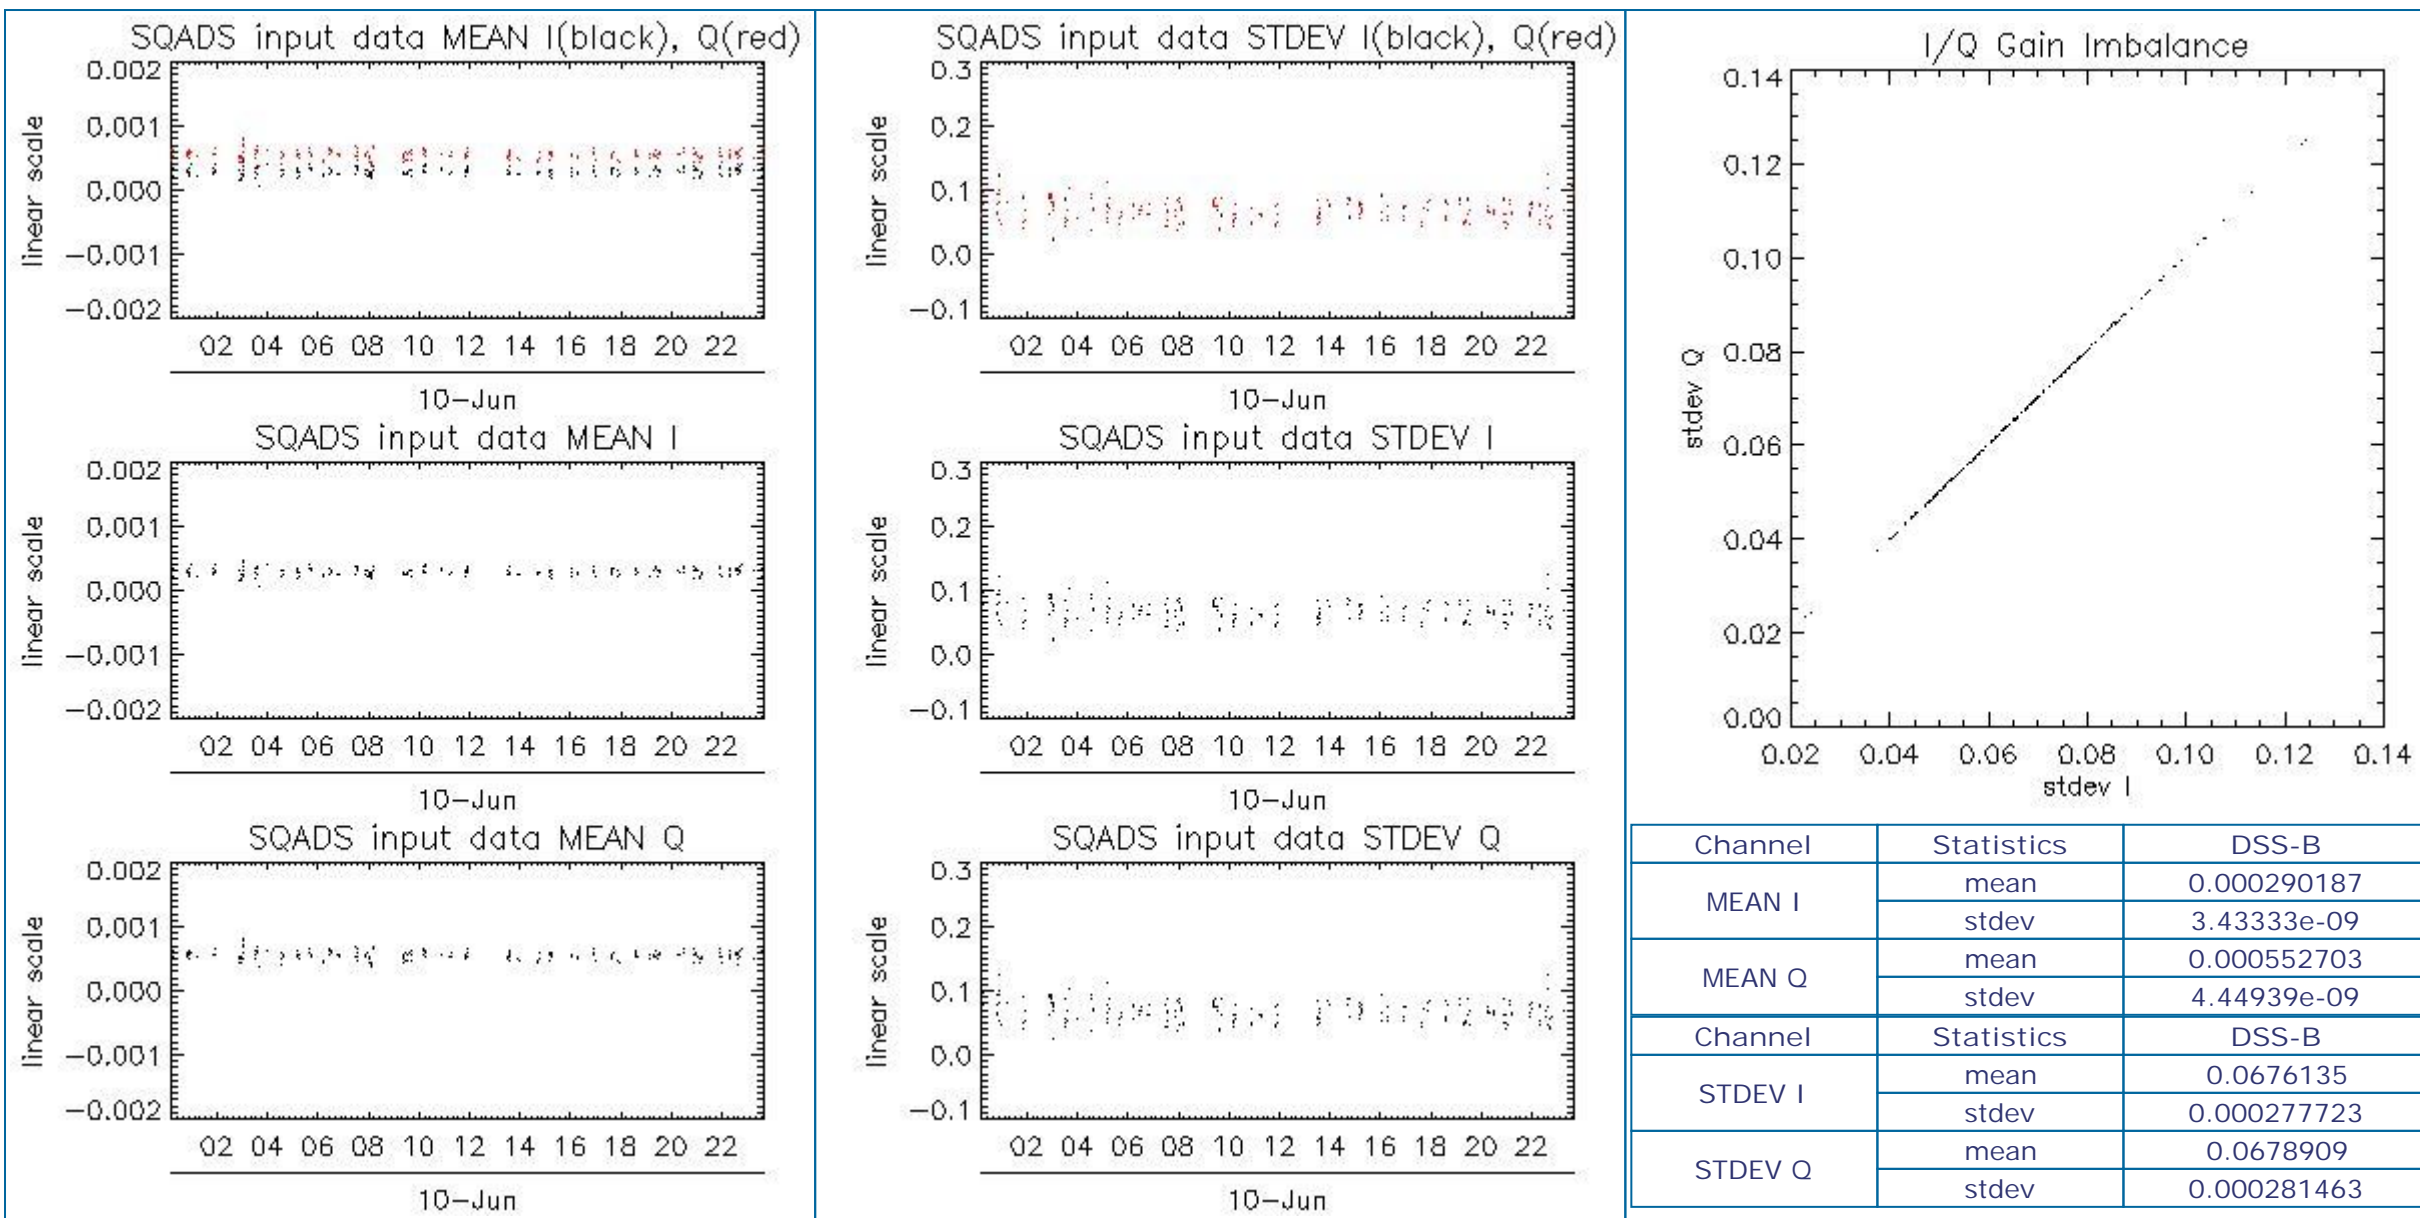 SQADS input data MEAN I(black), Q(red)
0.002
0.001
0.000
-0.001
-0.002
linear scale
02 04 06 08 10 12 14 16 18 20 22
10-Jun
SQADS input data MEAN I
0.002
0.001
0.000
-0.001
-0.002
linear scale
02 04 06 08 10 12 14 16 18 20 22
10-Jun
SQADS input data MEAN Q
0.002
0.001
0.000
-0.001
-0.002
linear scale
02 04 06 08 10 12 14 16 18 20 22
10-Jun
SQADS input data STDEV I(black), Q(red)
0.3
0.2
0.1
0.0
-0.1
linear scale
02 04 06 08 10 12 14 16 18 20 22
10-Jun
SQADS input data STDEV I
0.3
0.2
0.1
0.0
-0.1
linear scale
02 04 06 08 10 12 14 16 18 20 22
10-Jun
SQADS input data STDEV Q
0.3
0.2
0.1
0.0
-0.1
linear scale
02 04 06 08 10 12 14 16 18 20 22
10-Jun
I/Q Gain Imbalance
0.14
0.12
0.10
0.08
0.06
0.04
0.02
0.00
stdev Q
0.02 0.04 0.06 0.08 0.10 0.12 0.14
stdev I
Channel Statistics DSS-B
MEAN I mean 0.000290187
stdev 3.43333e-09
MEAN Q mean 0.000552703
stdev 4.44939e-09
Channel Statistics DSS-B
STDEV I mean 0.0676135
stdev 0.000277723
STDEV Q mean 0.0678909
stdev 0.000281463